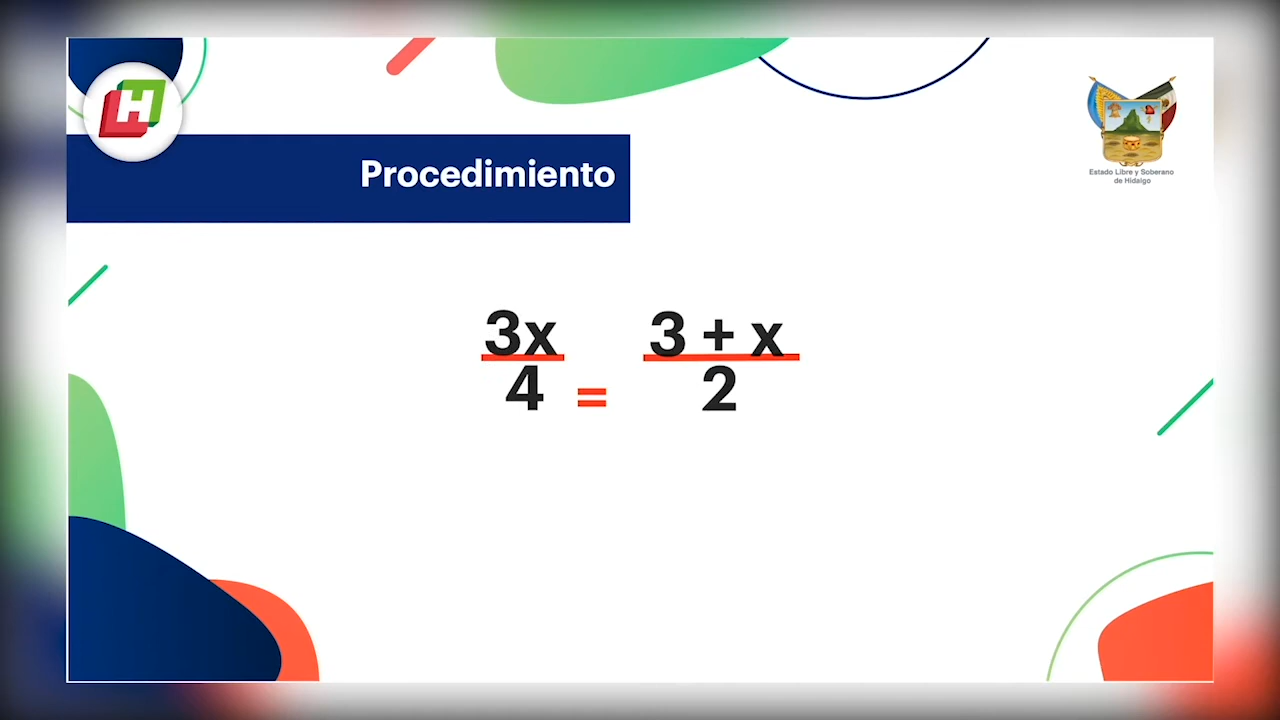 H
Procedimiento
Estado Libre y Soberano
de Hidalgo
3x 3 + x
4 = 2